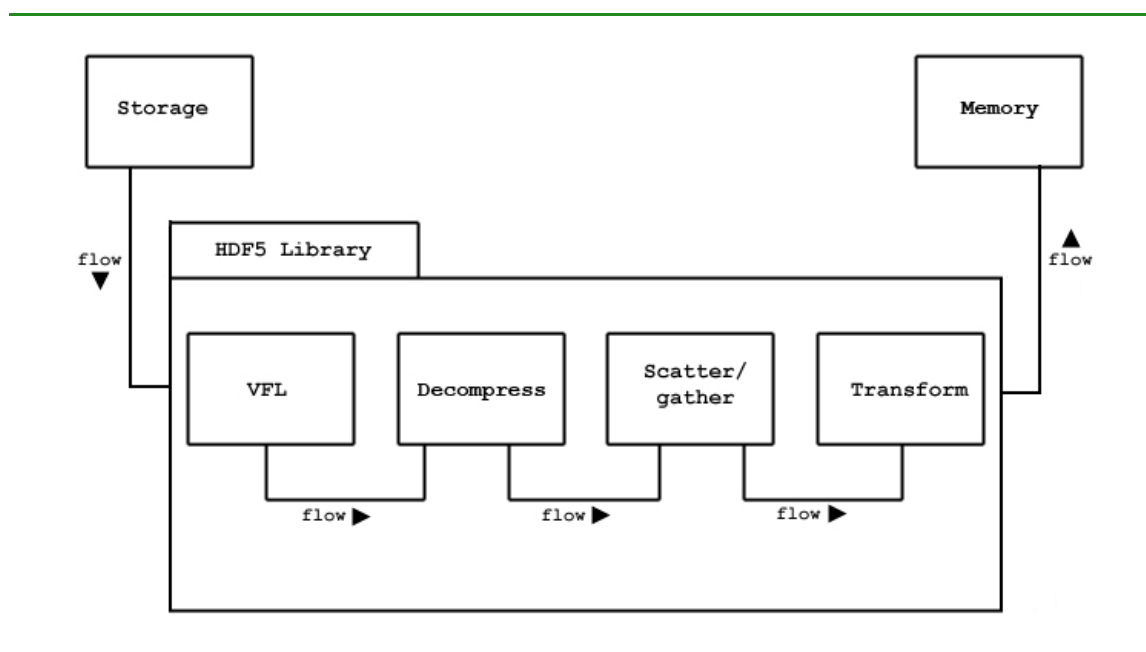 Storage
Memory
HDF5 Library
flow
flow
VFL
Decompress
Scatter/
gather
Transform
flow
flow
flow